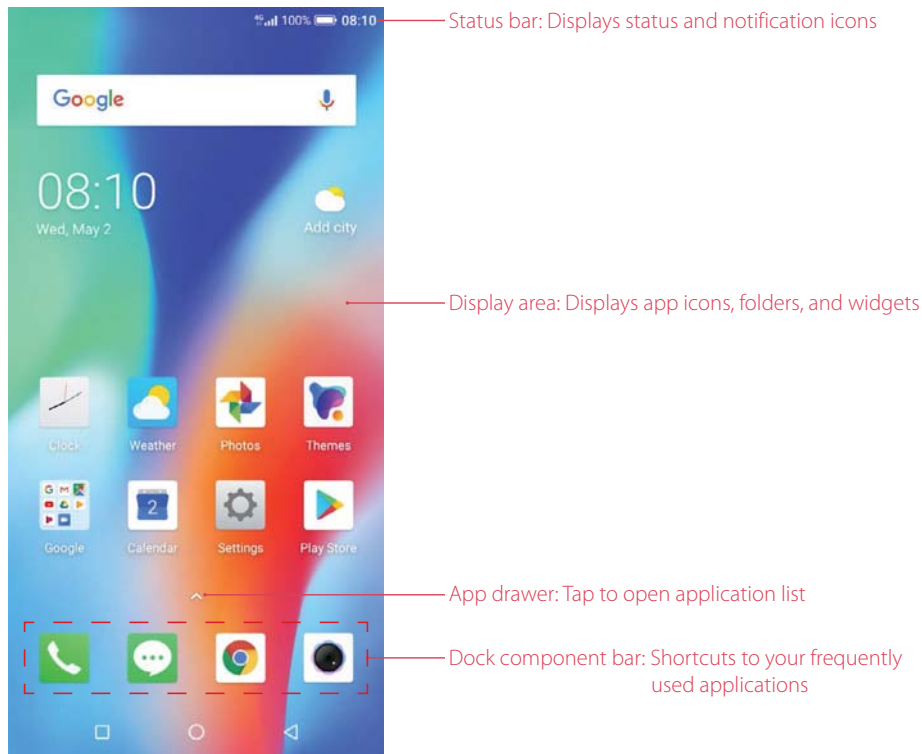 4G 100% 08:10
Status bar: Displays status and notification icons
Google
08:10
Wed, May 2
Add city
Display area: Displays app icons, folders, and widgets
Clock Weather Photos Themes
2
Google Calendar Settings Play Store
App drawer: Tap to open application list
Dock component bar: Shortcuts to your frequently
used applications